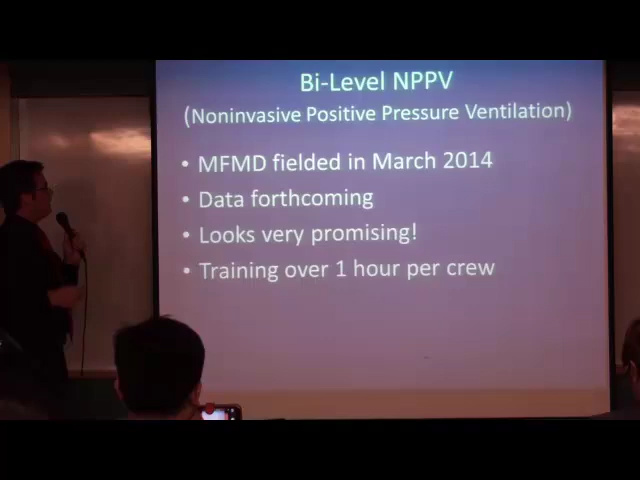 Bi-Level NPPV
(Noninvasive Positive Pressure Ventilation)
• MFMD fielded in March 2014
• Data forthcoming
• Looks very promising!
• Training over 1 hour per crew